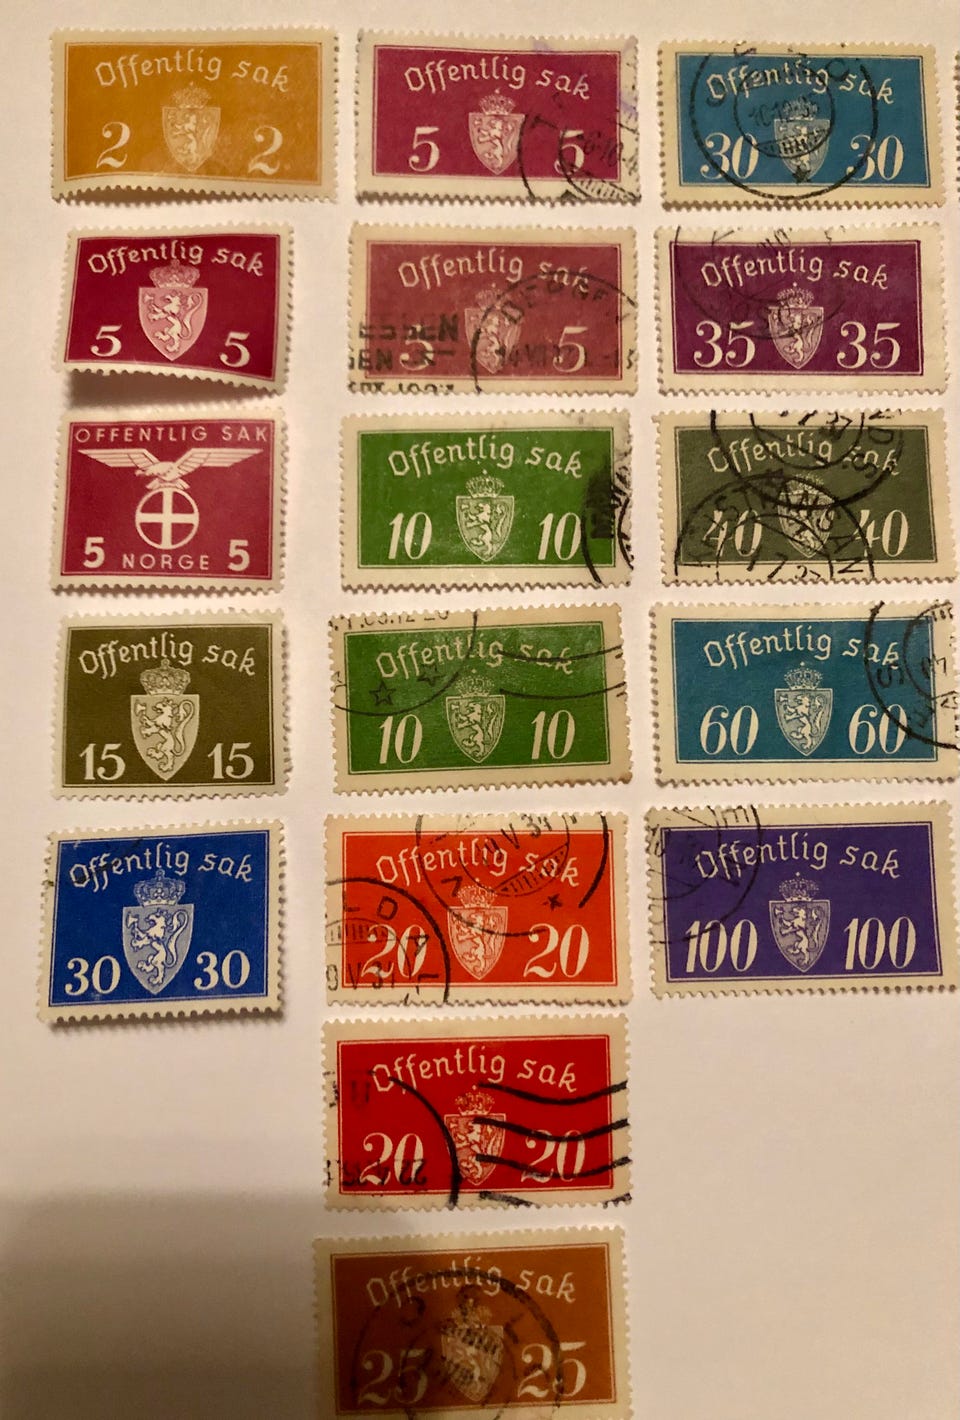 Offentlig sak
2 2
Offentlig sak
5 5
Offentlig sak
30 30
Offentlig sak
5 5
Offentlig sak
5 5
Offentlig sak
35 35
OFFENTLIG SAK
5 NORGE 5
Offentlig sak
10 10
Offentlig sak
40 40
Offentlig sak
15 15
Offentlig sak
10 10
Offentlig sak
60 60
Offentlig sak
30 30
Offentlig sak
20 20
Offentlig sak
100 100
Offentlig sak
20 20
Offentlig sak
25 25